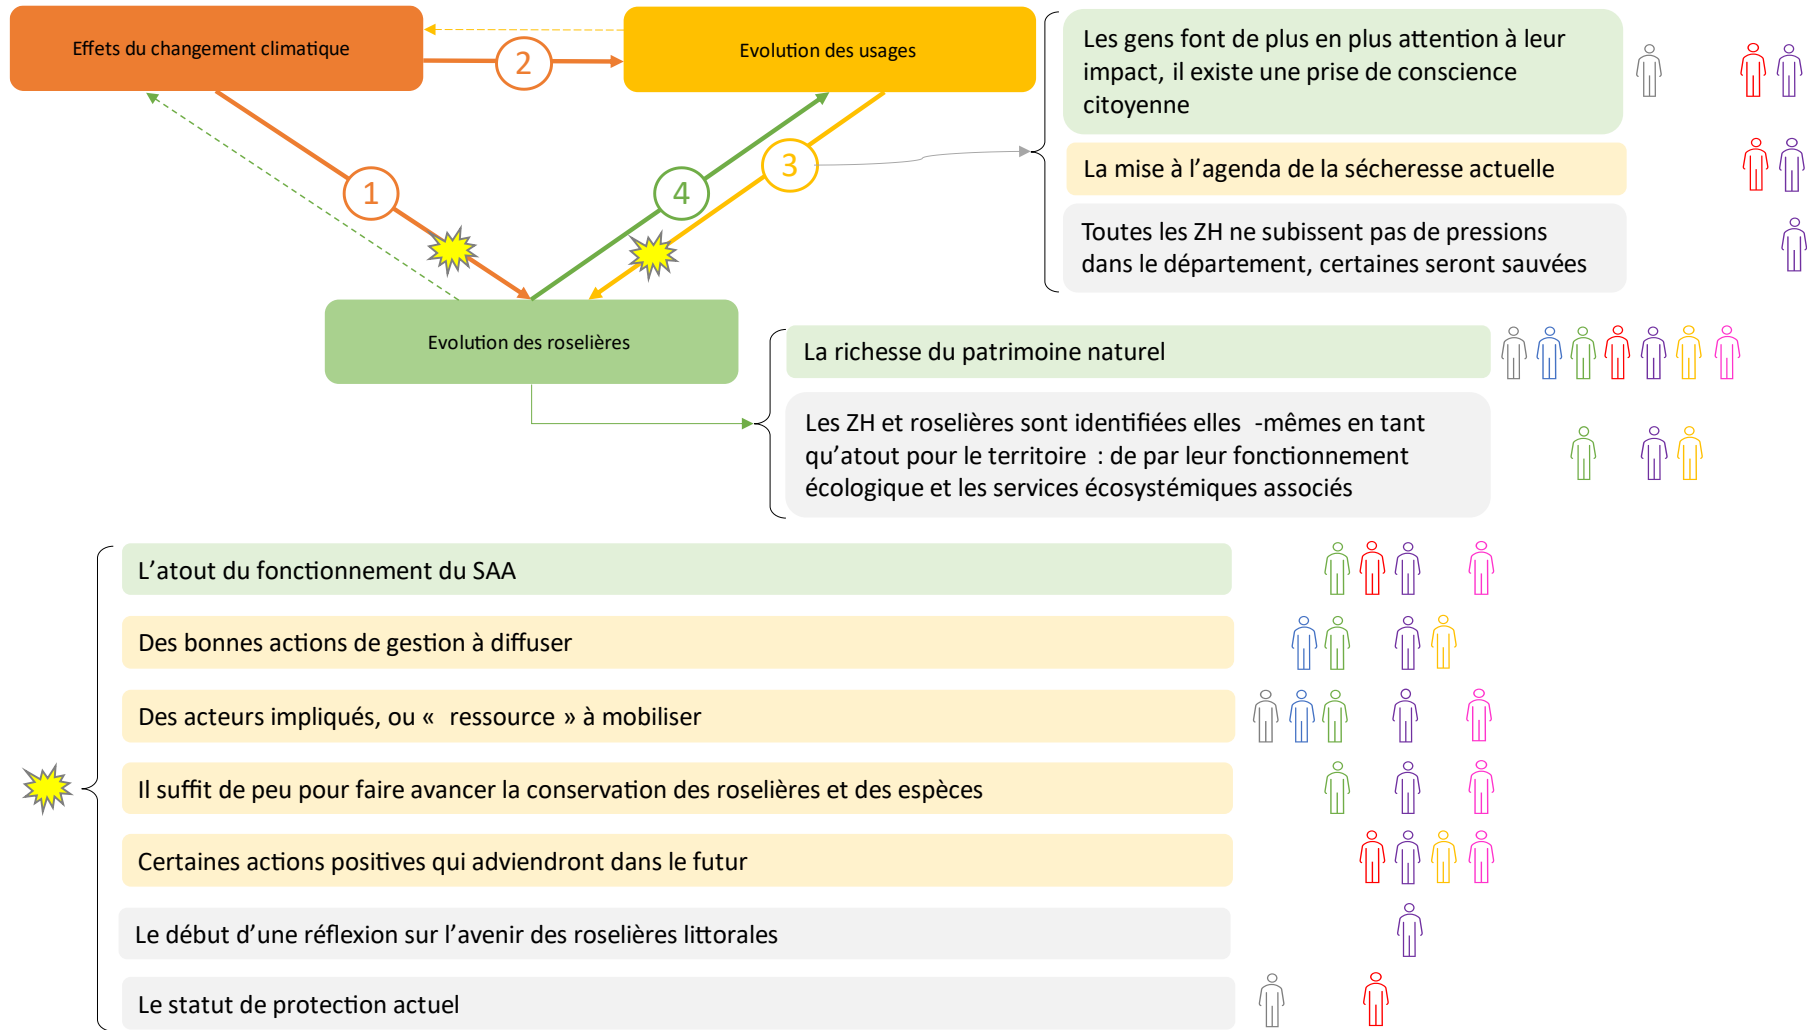 Effets du changement climatique
2
Evolution des usages
Les gens font de plus en plus attention à leur
impact, il existe une prise de conscience
citoyenne
La mise à l’agenda de la sécheresse actuelle
Toutes les ZH ne subissent pas de pressions
dans le département, certaines seront sauvées
1
4
3
Evolution des roselières
La richesse du patrimoine naturel
Les ZH et roselières sont identifiées elles -mêmes en tant
qu’atout pour le territoire : de par leur fonctionnement
écologique et les services écosystémiques associés
L’atout du fonctionnement du SAA
Des bonnes actions de gestion à diffuser
Des acteurs impliqués, ou « ressource » à mobiliser
Il suffit de peu pour faire avancer la conservation des roselières et des espèces
Certaines actions positives qui adviendront dans le futur
Le début d’une réflexion sur l’avenir des roselières littorales
Le statut de protection actuel